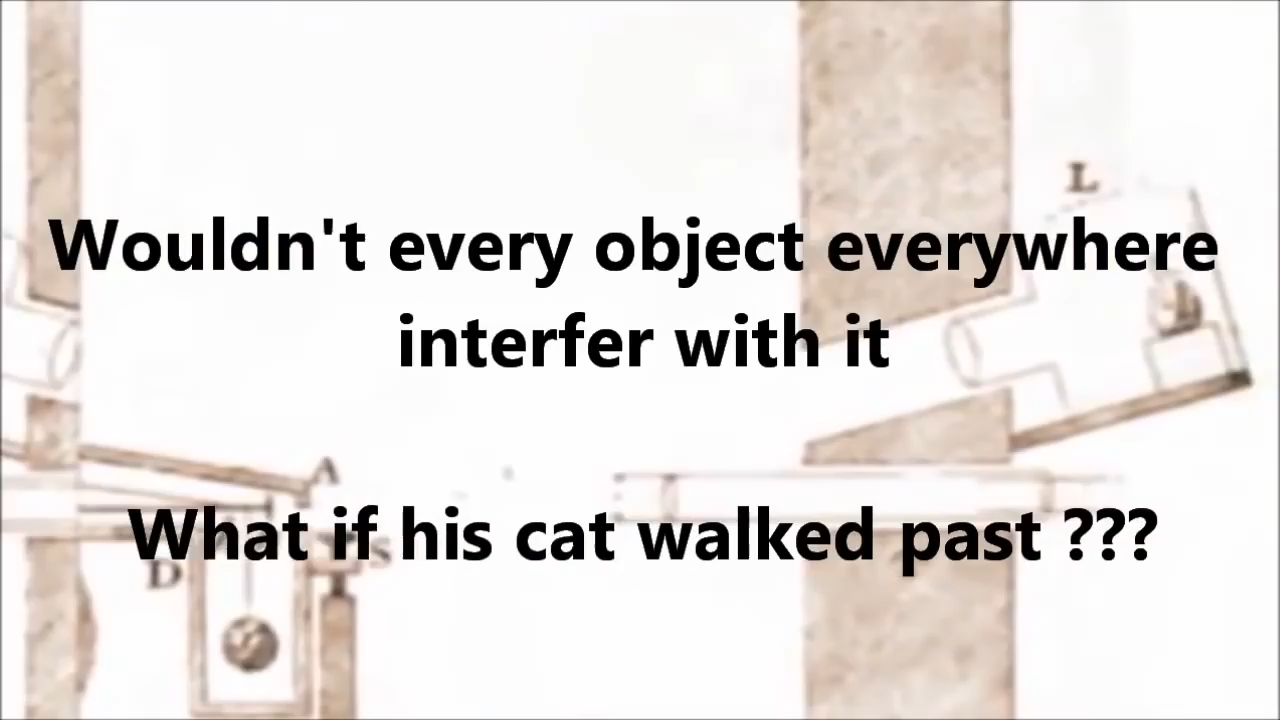 L
Wouldn't every object everywhere
interfer with it
A
What if his cat walked past ???
D
S